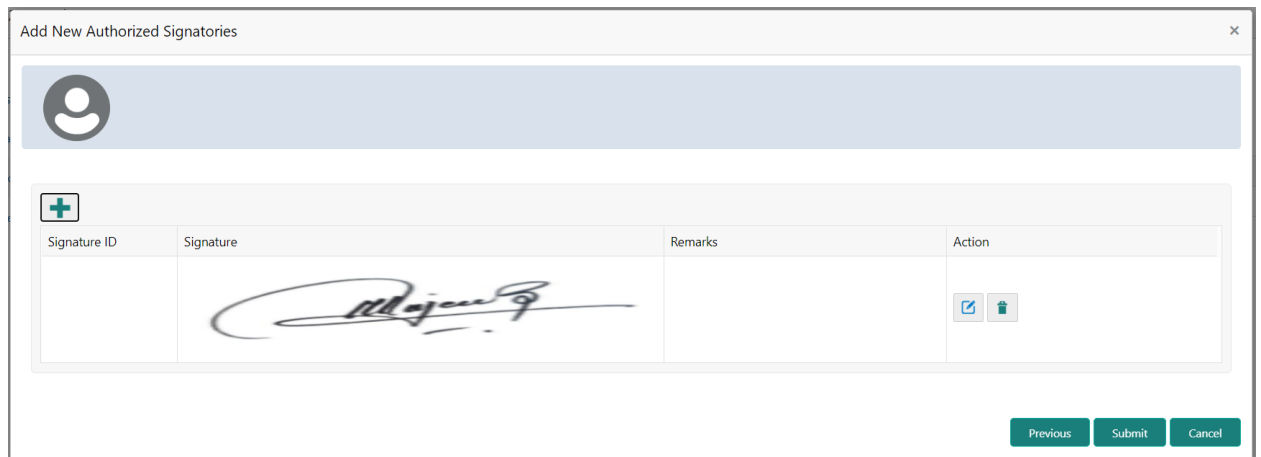 Add New Authorized Signatories ×
Signature ID Signature Remarks Action
Previous Submit Cancel